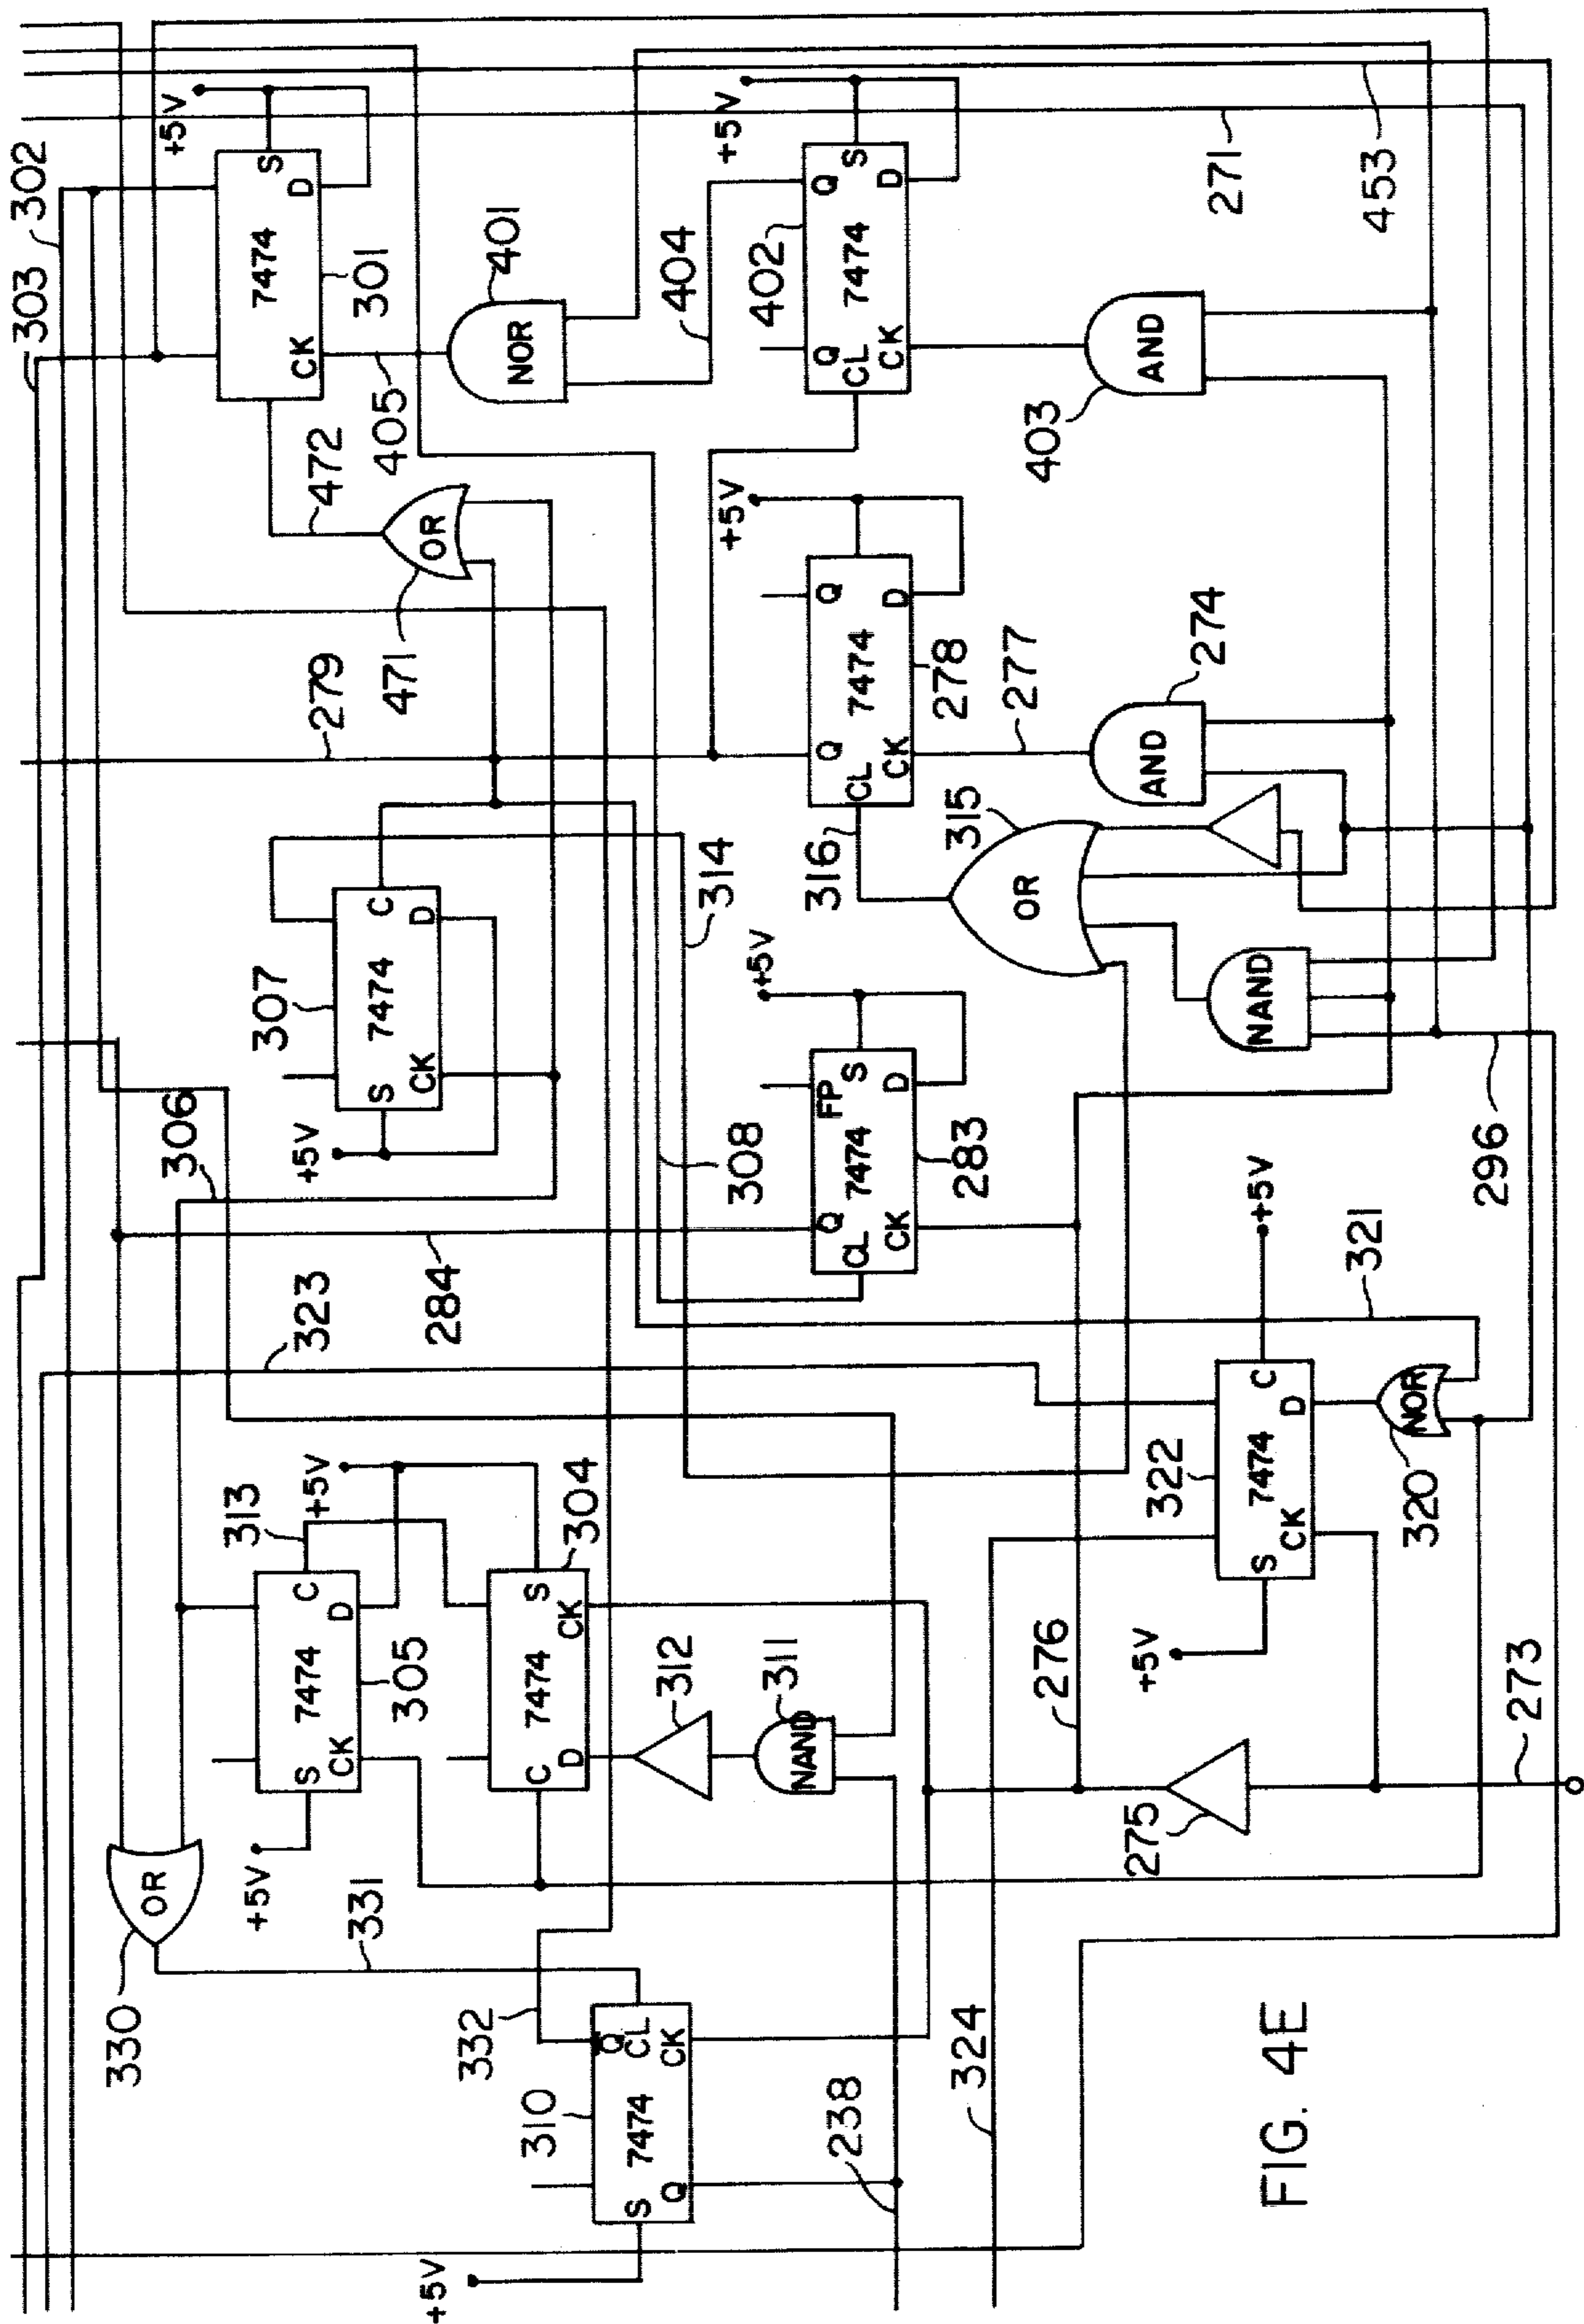 303
302
+5V
S
D
7474
CK
301
405
472
NOR
401
404
+5V
Q
S
D
7474
402
Q
CL
CK
AND
403
271
453
OR
471
279
+5V
Q
D
7474
278
Q
CL
CK
277
AND
274
316
315
OR
314
307
C
D
7474
S
CK
+5V
306
308
+5V
FP
S
D
7474
283
Q
CL
CK
284
NAND
296
323
+5V
321
C
D
7474
322
S
CK
+5V
NOR
320
313
+5V
C
D
7474
305
S
CK
+5V
304
S
CK
7474
C
D
312
311
NAND
276
275
273
OR
330
331
332
310
Q
CL
CK
7474
S
Q
+5V
238
324
FIG. 4E